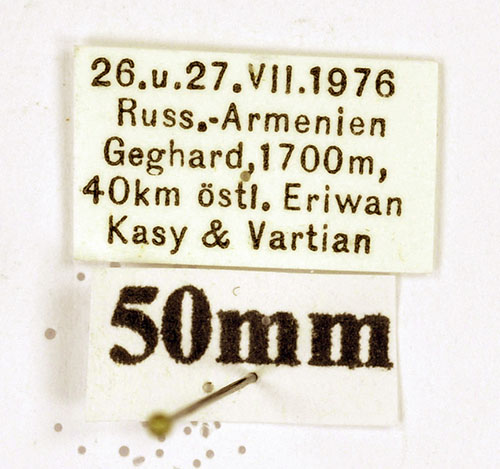 26.u.27.VII.1976
Russ.-Armenien
Geghard,1700m,
40km östl. Eriwan
Kasy & Vartian
50mm